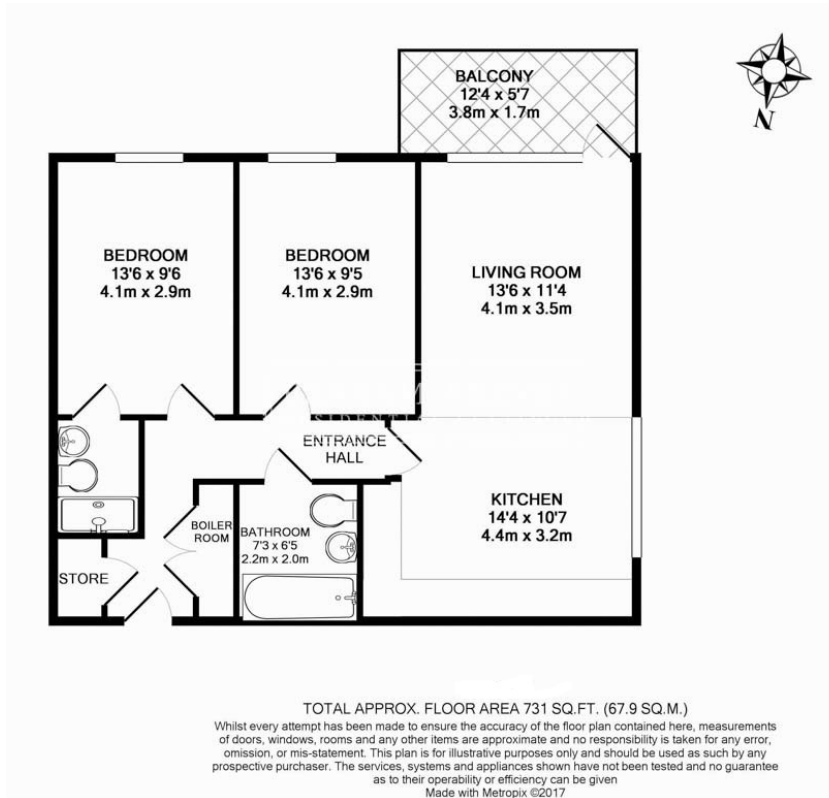 BALCONY
12'4 x 5'7
3.8m x 1.7m
N
BEDROOM
13'6 x 9'6
4.1m x 2.9m
BEDROOM
13'6 x 9'5
4.1m x 2.9m
LIVING ROOM
13'6 x 11'4
4.1m x 3.5m
ENTRANCE
HALL
KITCHEN
14'4 x 10'7
4.4m x 3.2m
BOILER
ROOM
BATHROOM
7'3 x 6'5
2.2m x 2.0m
STORE
TOTAL APPROX. FLOOR AREA 731 SQ.FT. (67.9 SQ.M.)
Whilst every attempt has been made to ensure the accuracy of the floor plan contained here, measurements
of doors, windows, rooms and any other items are approximate and no responsibility is taken for any error,
omission, or mis-statement. This plan is for illustrative purposes only and should be used as such by any
prospective purchaser. The services, systems and appliances shown have not been tested and no guarantee
as to their operability or efficiency can be given
Made with Metropix ©2017